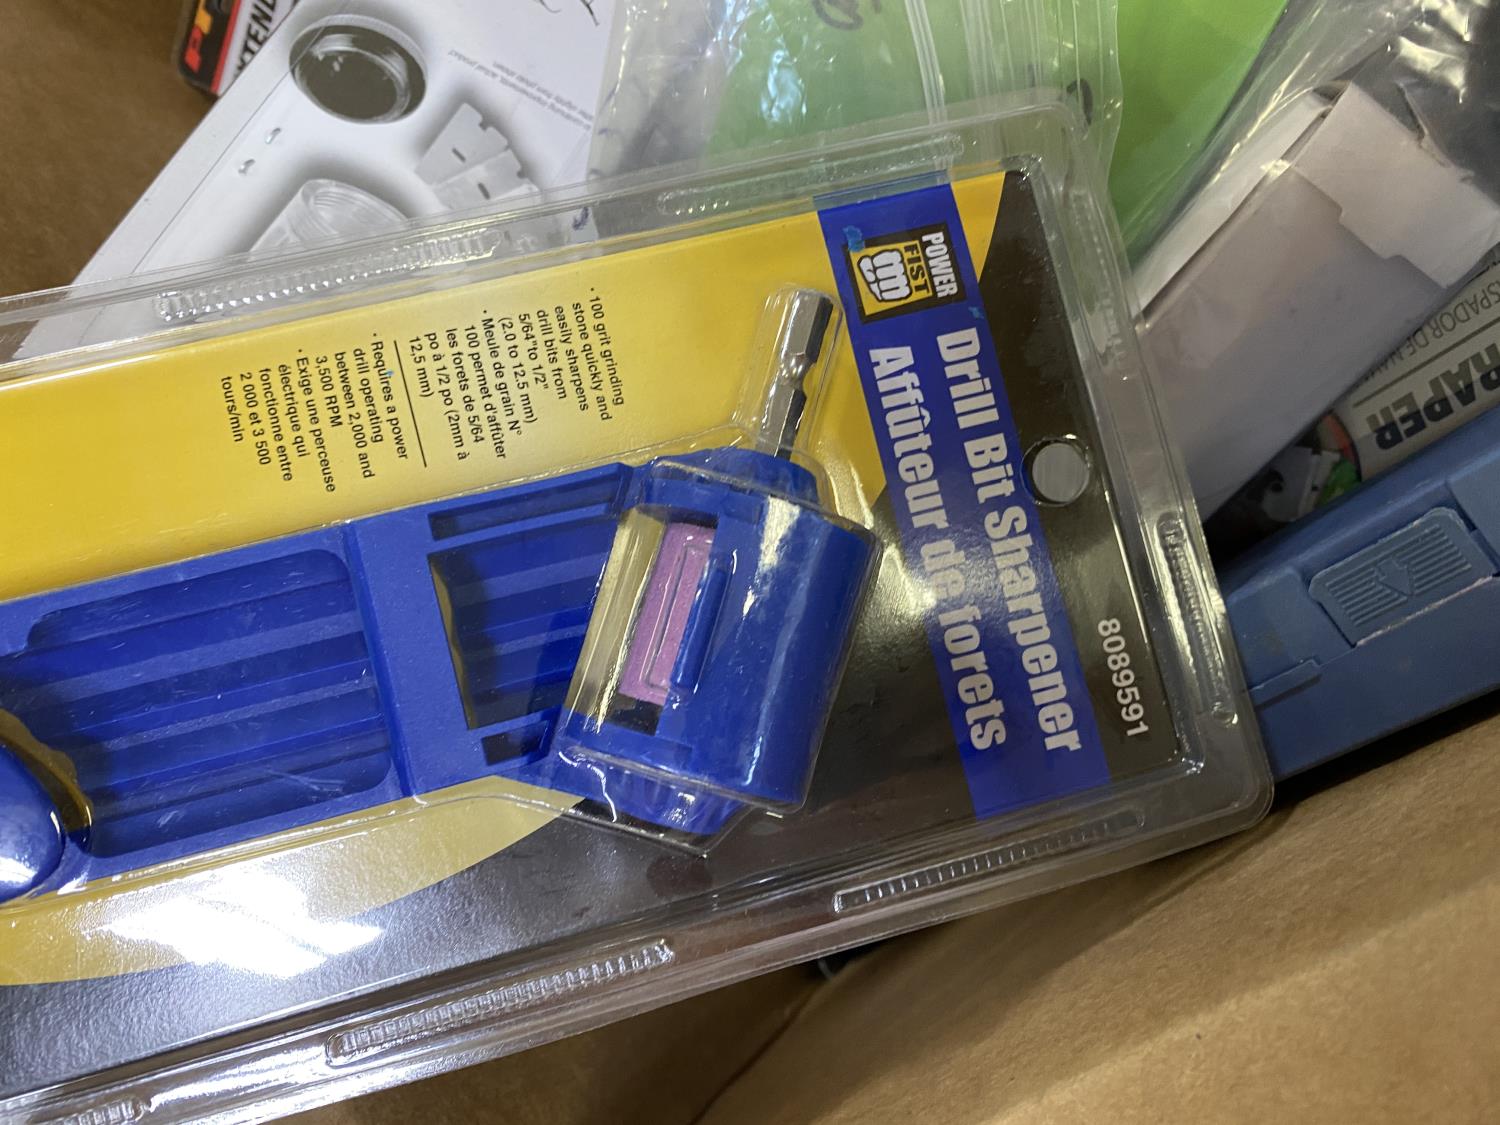 POWER
FIST
Drill Bit Sharpener
Affûteur de forets
8089591
· 100 grit grinding
stone quickly and
easily sharpens
drill bits from
5/64"to 1/2"
(2.0 to 12.5 mm)
· Meule de grain N°
100 permet d'affûter
les forets de 5/64
po à 1/2 po (2mm à
12,5 mm)
· Requires a power
drill operating
between 2,000 and
3,500 RPM
· Exige une perceuse
électrique qui
fonctionne entre
2 000 et 3 500
tours/min